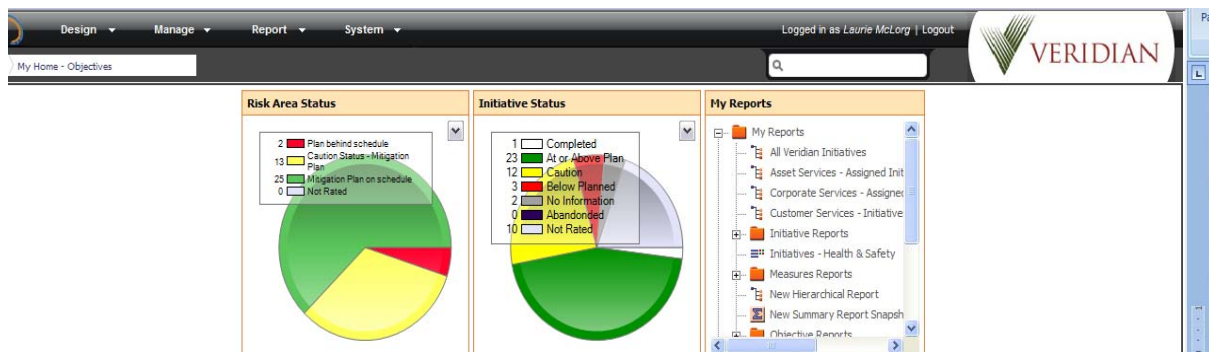 Design Manage Report System
Logged in as Laurie McLorg | Logout
VERIDIAN
My Home - Objectives
Risk Area Status
2 Plan behind schedule
13 Caution Status - Mitigation
Plan
25 Mitigation Plan on schedule
0 Not Rated
Initiative Status
1 Completed
23 At or Above Plan
12 Caution
3 Below Planned
2 No Information
0 Abandonded
10 Not Rated
My Reports
My Reports
All Veridian Initiatives
Asset Services - Assigned Init
Corporate Services - Assigned
Customer Services - Initiative
Initiative Reports
Initiatives - Health & Safety
Measures Reports
New Hierarchical Report
New Summary Report Snapsh
Objective Reports
Pa
L